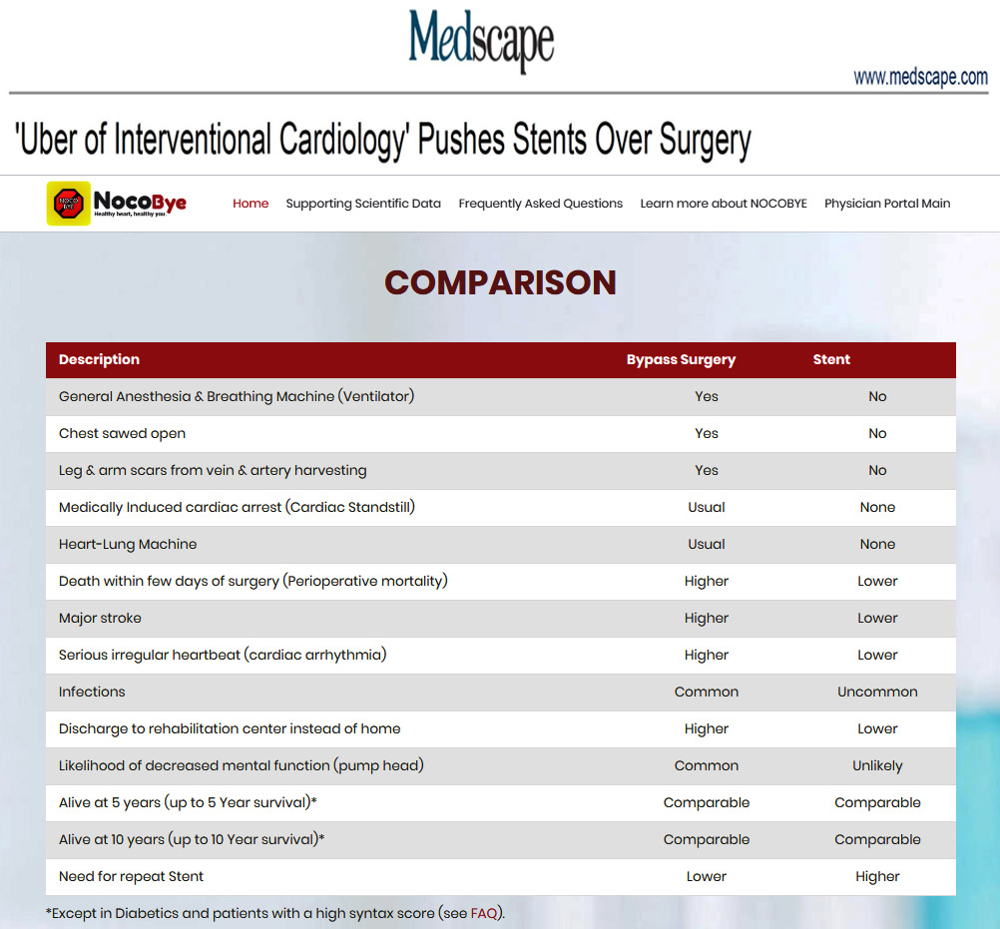 Medscape
www.medscape.com
'Uber of Interventional Cardiology' Pushes Stents Over Surgery
NOCO
BYE
NocoBye
Healthy heart, healthy you.
Home Supporting Scientific Data Frequently Asked Questions Learn more about NOCOBYE Physician Portal Main
COMPARISON
Description Bypass Surgery Stent
General Anesthesia & Breathing Machine (Ventilator) Yes No
Chest sawed open Yes No
Leg & arm scars from vein & artery harvesting Yes No
Medically Induced cardiac arrest (Cardiac Standstill) Usual None
Heart-Lung Machine Usual None
Death within few days of surgery (Perioperative mortality) Higher Lower
Major stroke Higher Lower
Serious irregular heartbeat (cardiac arrhythmia) Higher Lower
Infections Common Uncommon
Discharge to rehabilitation center instead of home Higher Lower
Likelihood of decreased mental function (pump head) Common Unlikely
Alive at 5 years (up to 5 Year survival)* Comparable Comparable
Alive at 10 years (up to 10 Year survival)* Comparable Comparable
Need for repeat Stent Lower Higher
*Except in Diabetics and patients with a high syntax score (see FAQ).